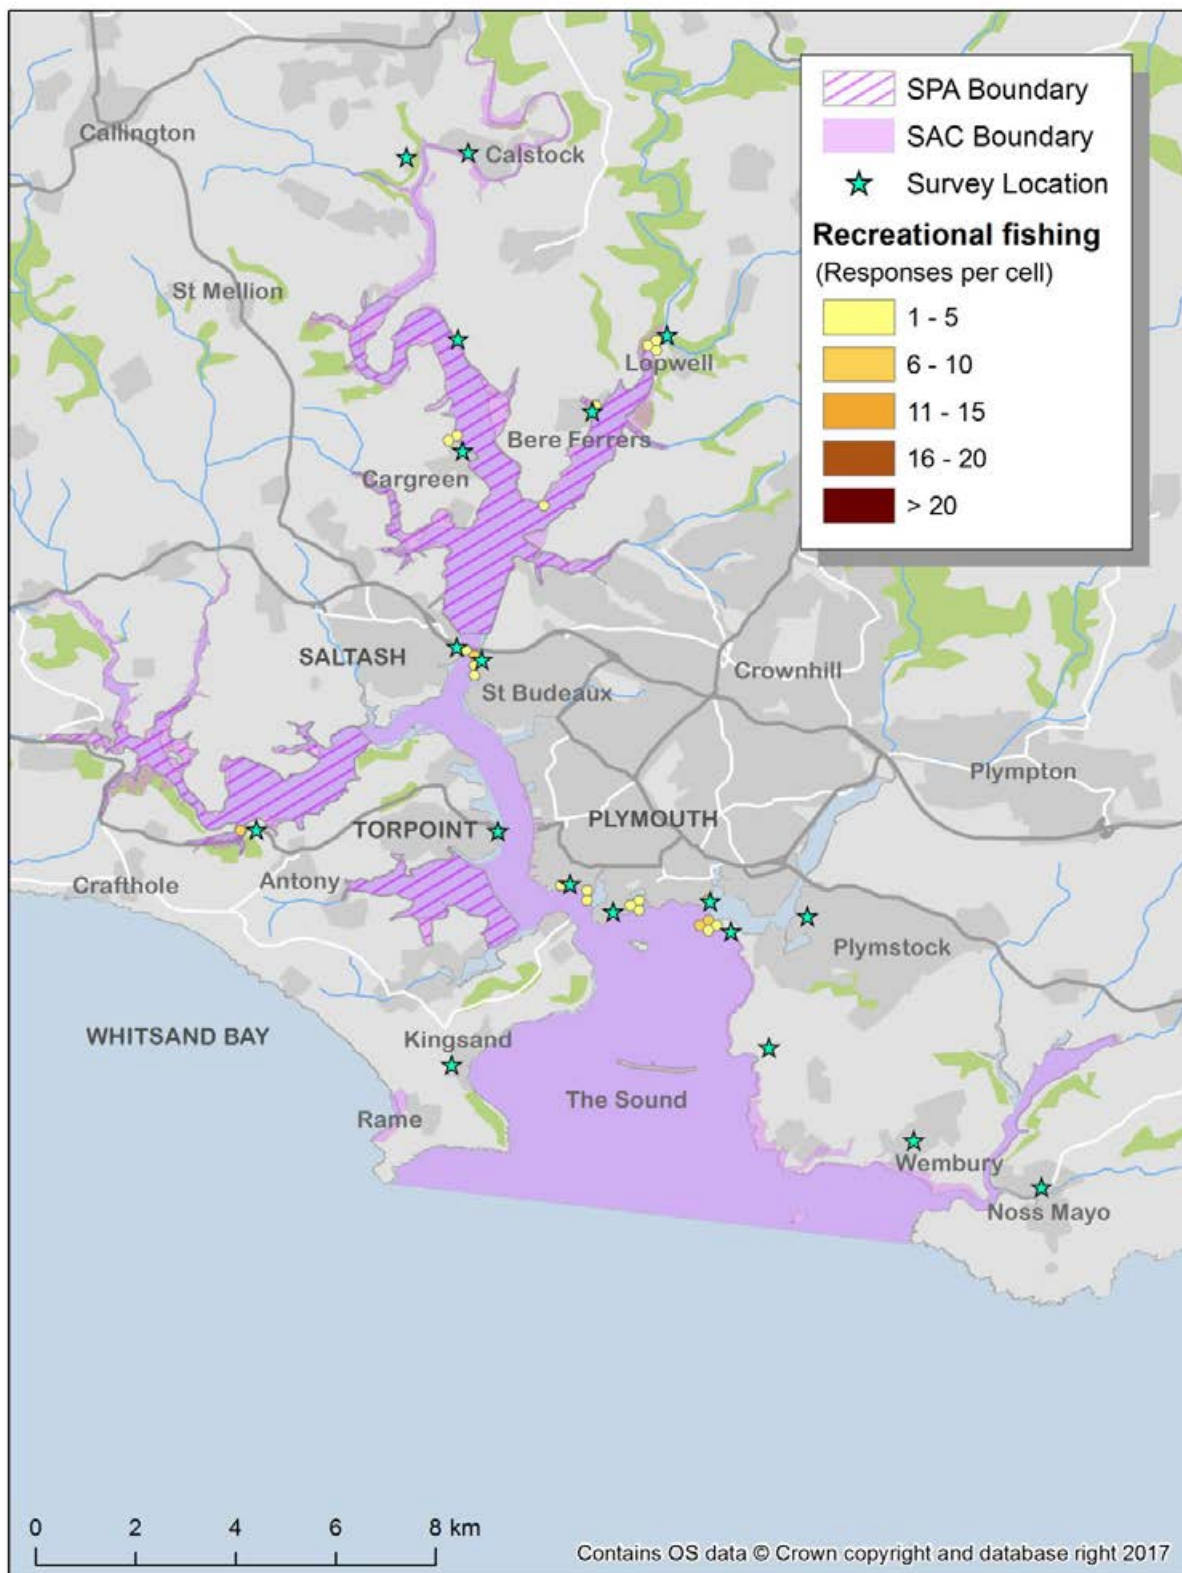 SPA Boundary
SAC Boundary
Survey Location
Recreational fishing
(Responses per cell)
1 - 5
6 - 10
11 - 15
16 - 20
> 20
Callington
Calstock
St Mellion
Lopwell
Bere Ferrers
Cargreen
SALTASH
St Budeaux
Crownhill
Plympton
TORPOINT
PLYMOUTH
Crafthole
Antony
Plymstock
WHITSAND BAY
Kingsand
The Sound
Rame
Wembury
Noss Mayo
0 2 4 6 8 km
Contains OS data © Crown copyright and database right 2017